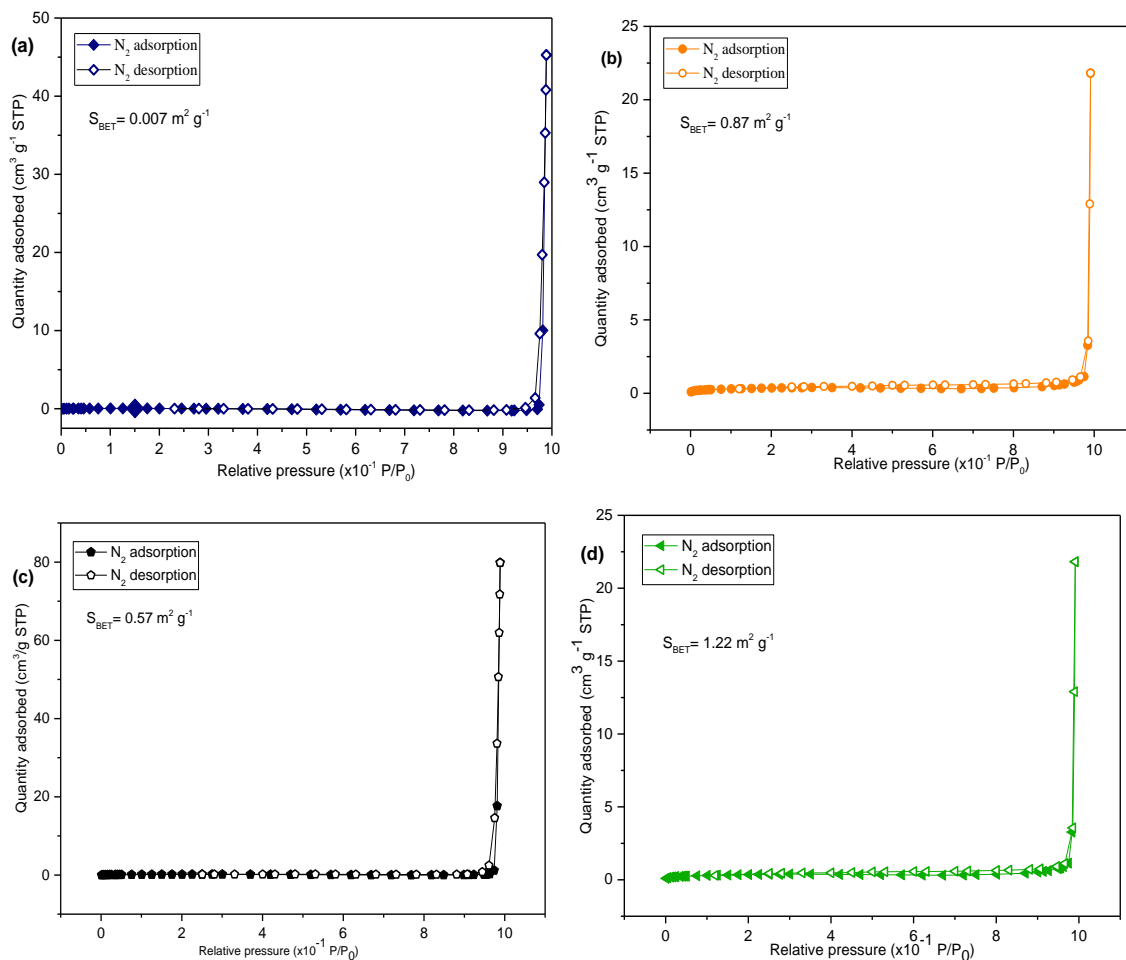 (a)
N₂ adsorption
N₂ desorption
S_BET= 0.007 m² g⁻¹
Quantity adsorbed (cm³ g⁻¹ STP)
50
40
30
20
10
0
0 1 2 3 4 5 6 7 8 9 10
Relative pressure (x10⁻¹ P/P₀)
(b)
N₂ adsorption
N₂ desorption
S_BET= 0.87 m² g⁻¹
Quantity adsorbed (cm³ g⁻¹ STP)
25
20
15
10
5
0
0 2 4 6 8 10
Relative pressure (x10⁻¹ P/P₀)
(c)
N₂ adsorption
N₂ desorption
S_BET= 0.57 m² g⁻¹
Quantity adsorbed (cm³/g STP)
80
60
40
20
0
0 2 4 6 8 10
Relative pressure (x10⁻¹ P/P₀)
(d)
N₂ adsorption
N₂ desorption
S_BET= 1.22 m² g⁻¹
Quantity adsorbed (cm³ g⁻¹ STP)
25
20
15
10
5
0
0 2 4 6 8 10
Relative pressure (x10⁻¹ P/P₀)